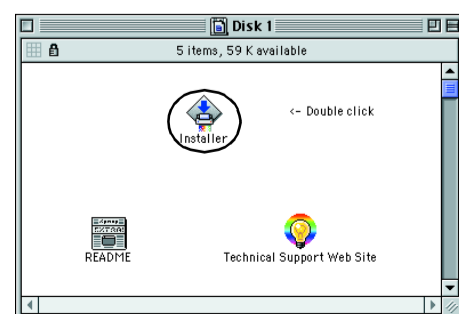 Disk 1
5 items, 59 K available
Installer
<- Double click
README
Technical Support Web Site